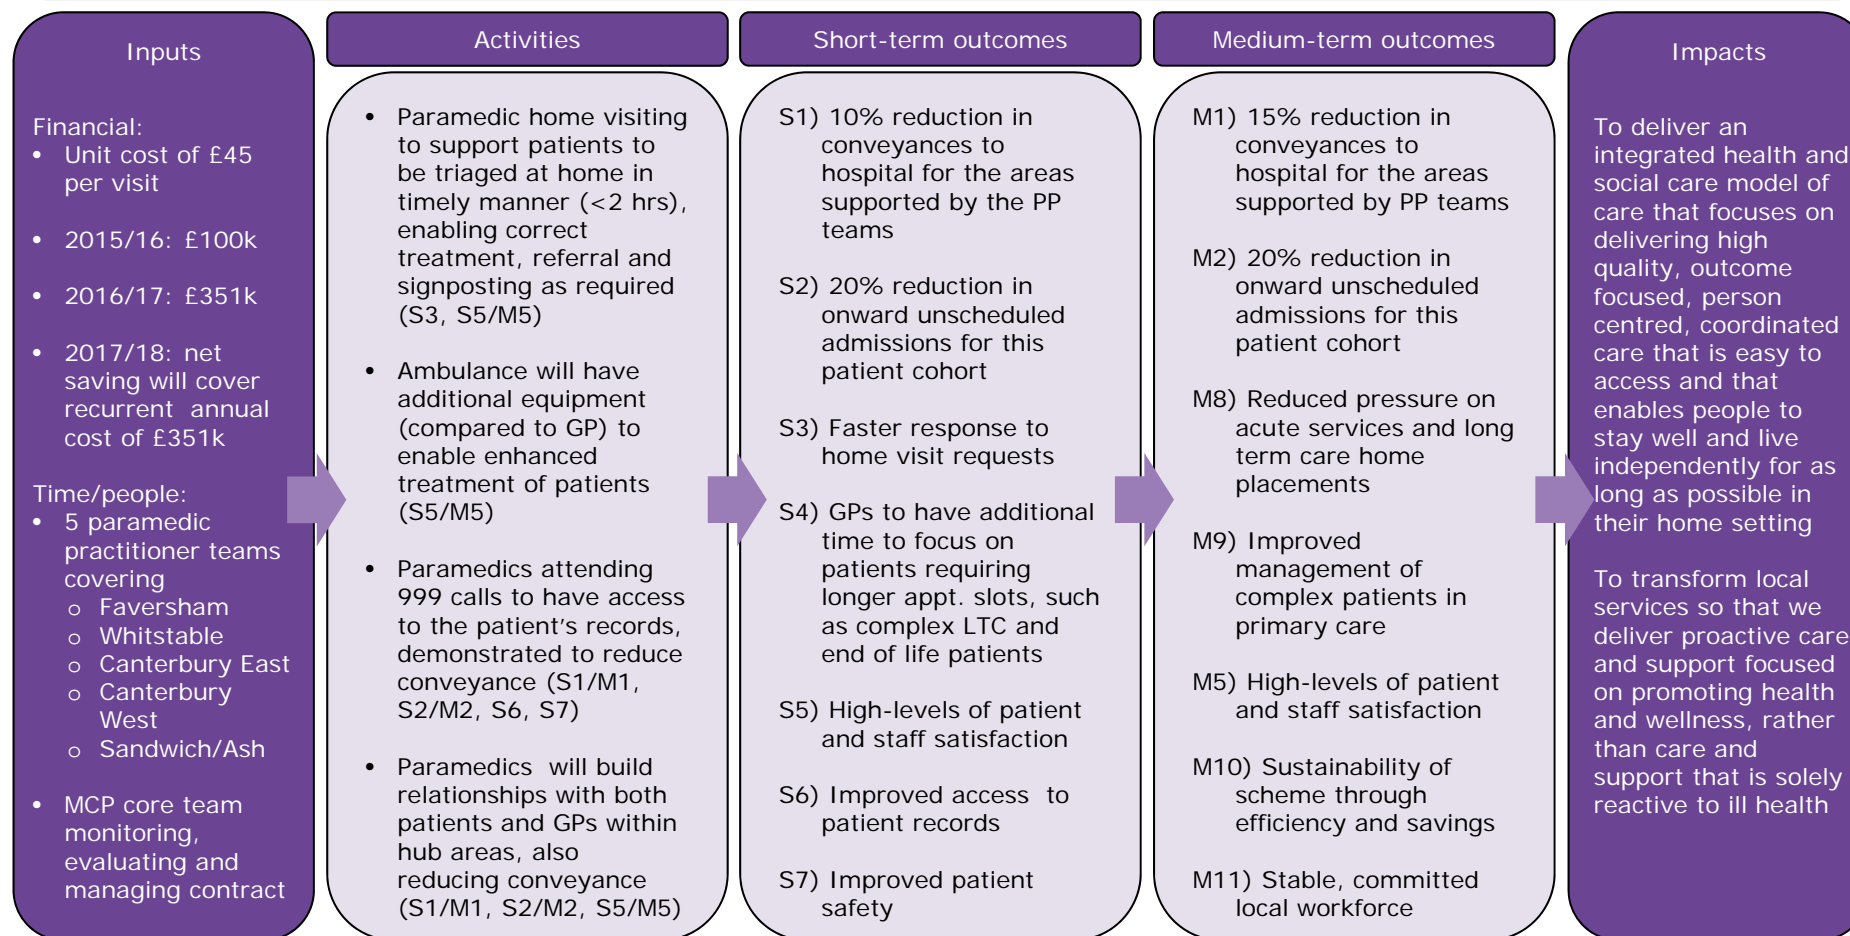 Inputs
Financial:
• Unit cost of £45
per visit
• 2015/16: £100k
• 2016/17: £351k
• 2017/18: net
saving will cover
recurrent annual
cost of £351k
Time/people:
• 5 paramedic
practitioner teams
covering
o Faversham
o Whitstable
o Canterbury East
o Canterbury
West
o Sandwich/Ash
• MCP core team
monitoring,
evaluating and
managing contract
Activities
• Paramedic home visiting
to support patients to
be triaged at home in
timely manner (<2 hrs),
enabling correct
treatment, referral and
signposting as required
(S3, S5/M5)
• Ambulance will have
additional equipment
(compared to GP) to
enable enhanced
treatment of patients
(S5/M5)
• Paramedics attending
999 calls to have access
to the patient’s records,
demonstrated to reduce
conveyance (S1/M1,
S2/M2, S6, S7)
• Paramedics will build
relationships with both
patients and GPs within
hub areas, also
reducing conveyance
(S1/M1, S2/M2, S5/M5)
Short-term outcomes
S1) 10% reduction in
conveyances to
hospital for the areas
supported by the PP
teams
S2) 20% reduction in
onward unscheduled
admissions for this
patient cohort
S3) Faster response to
home visit requests
S4) GPs to have additional
time to focus on
patients requiring
longer appt. slots, such
as complex LTC and
end of life patients
S5) High-levels of patient
and staff satisfaction
S6) Improved access to
patient records
S7) Improved patient
safety
Medium-term outcomes
M1) 15% reduction in
conveyances to
hospital for the areas
supported by PP teams
M2) 20% reduction in
onward unscheduled
admissions for this
patient cohort
M8) Reduced pressure on
acute services and long
term care home
placements
M9) Improved
management of
complex patients in
primary care
M5) High-levels of patient
and staff satisfaction
M10) Sustainability of
scheme through
efficiency and savings
M11) Stable, committed
local workforce
Impacts
To deliver an
integrated health and
social care model of
care that focuses on
delivering high
quality, outcome
focused, person
centred, coordinated
care that is easy to
access and that
enables people to
stay well and live
independently for as
long as possible in
their home setting
To transform local
services so that we
deliver proactive care
and support focused
on promoting health
and wellness, rather
than care and
support that is solely
reactive to ill health